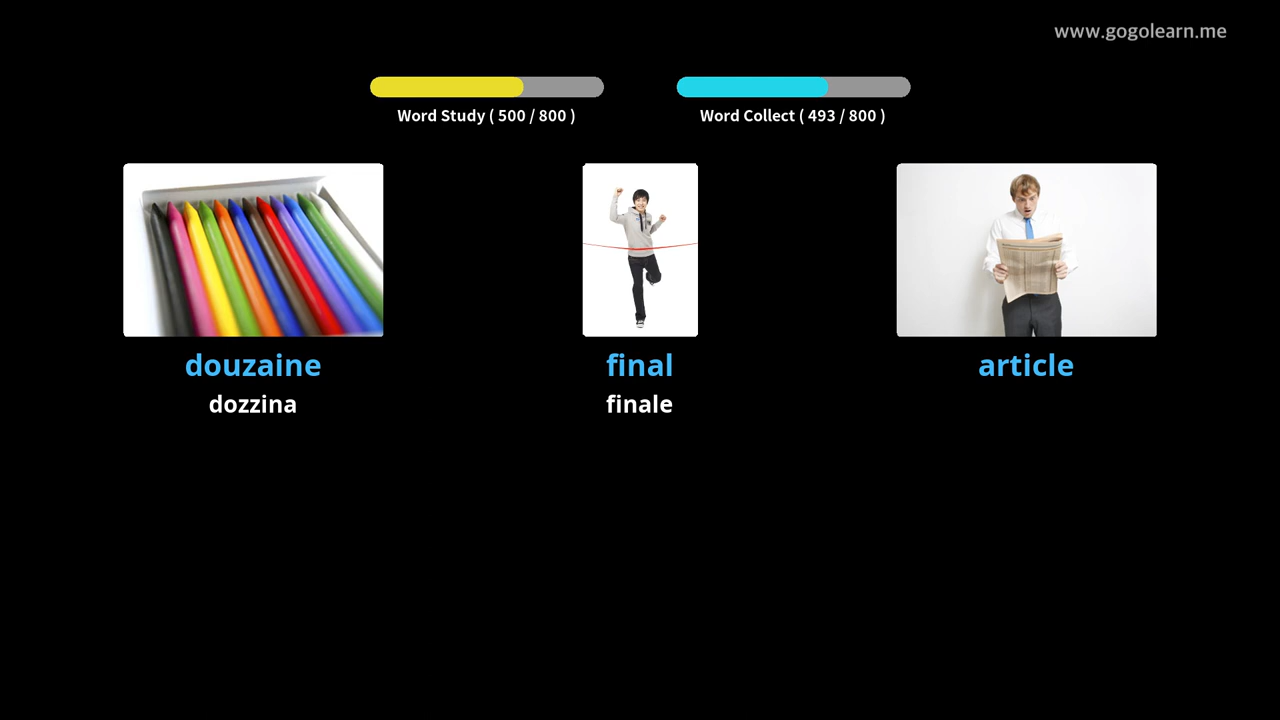 www.gogolearn.me
Word Study ( 500 / 800 )
Word Collect ( 493 / 800 )
douzaine
dozzina
final
finale
article